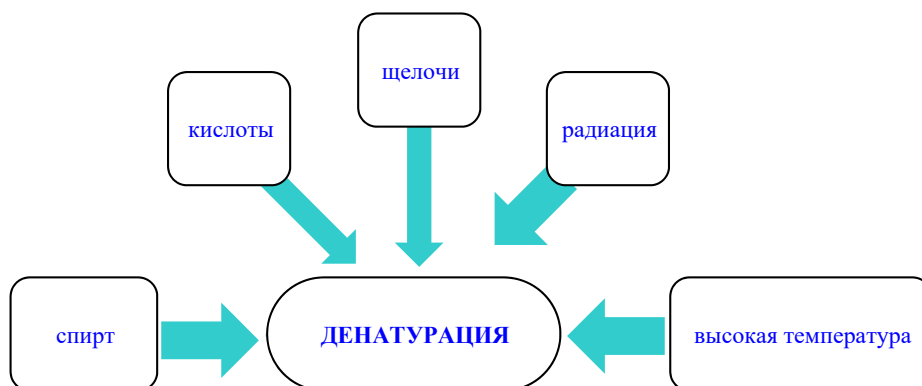 щелочи
кислоты
радиация
спирт
ДЕНАТУРАЦИЯ
высокая температура